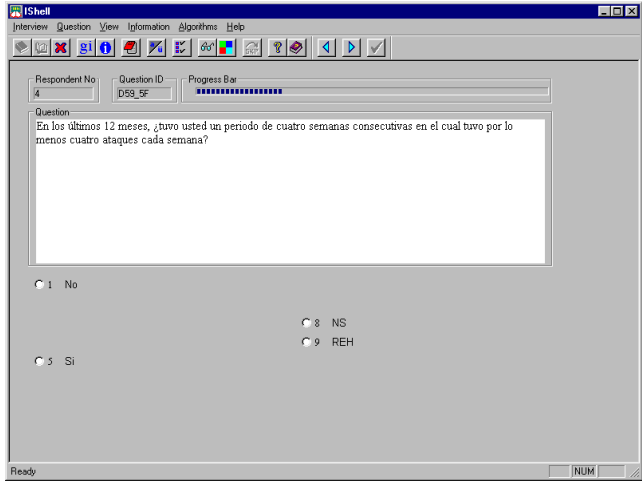 IShell
Interview Question View Information Algorithms Help
gi
Respondent No
Question ID
Progress Bar
4
D59_5F
Question
En los últimos 12 meses, ¿tuvo usted un periodo de cuatro semanas consecutivas en el cual tuvo por lo
menos cuatro ataques cada semana?
1 No
8 NS
9 REH
5 Si
Ready
NUM